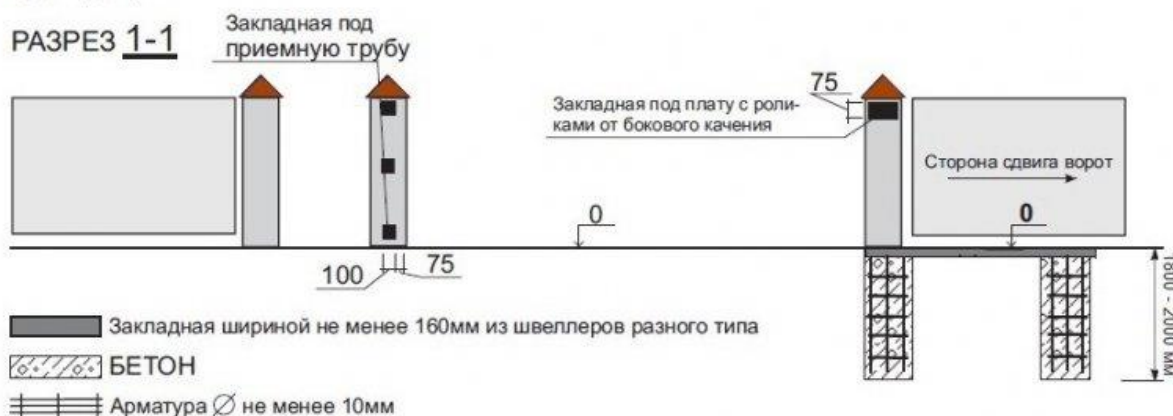 РАЗРЕЗ 1-1
Закладная под
приемную трубу
75
Закладная под плату с роли-
ками от бокового качения
Сторона сдвига ворот
0
0
100
75
1800 - 2000 мм
Закладная шириной не менее 160мм из швеллеров разного типа
БЕТОН
Арматура ∅ не менее 10мм